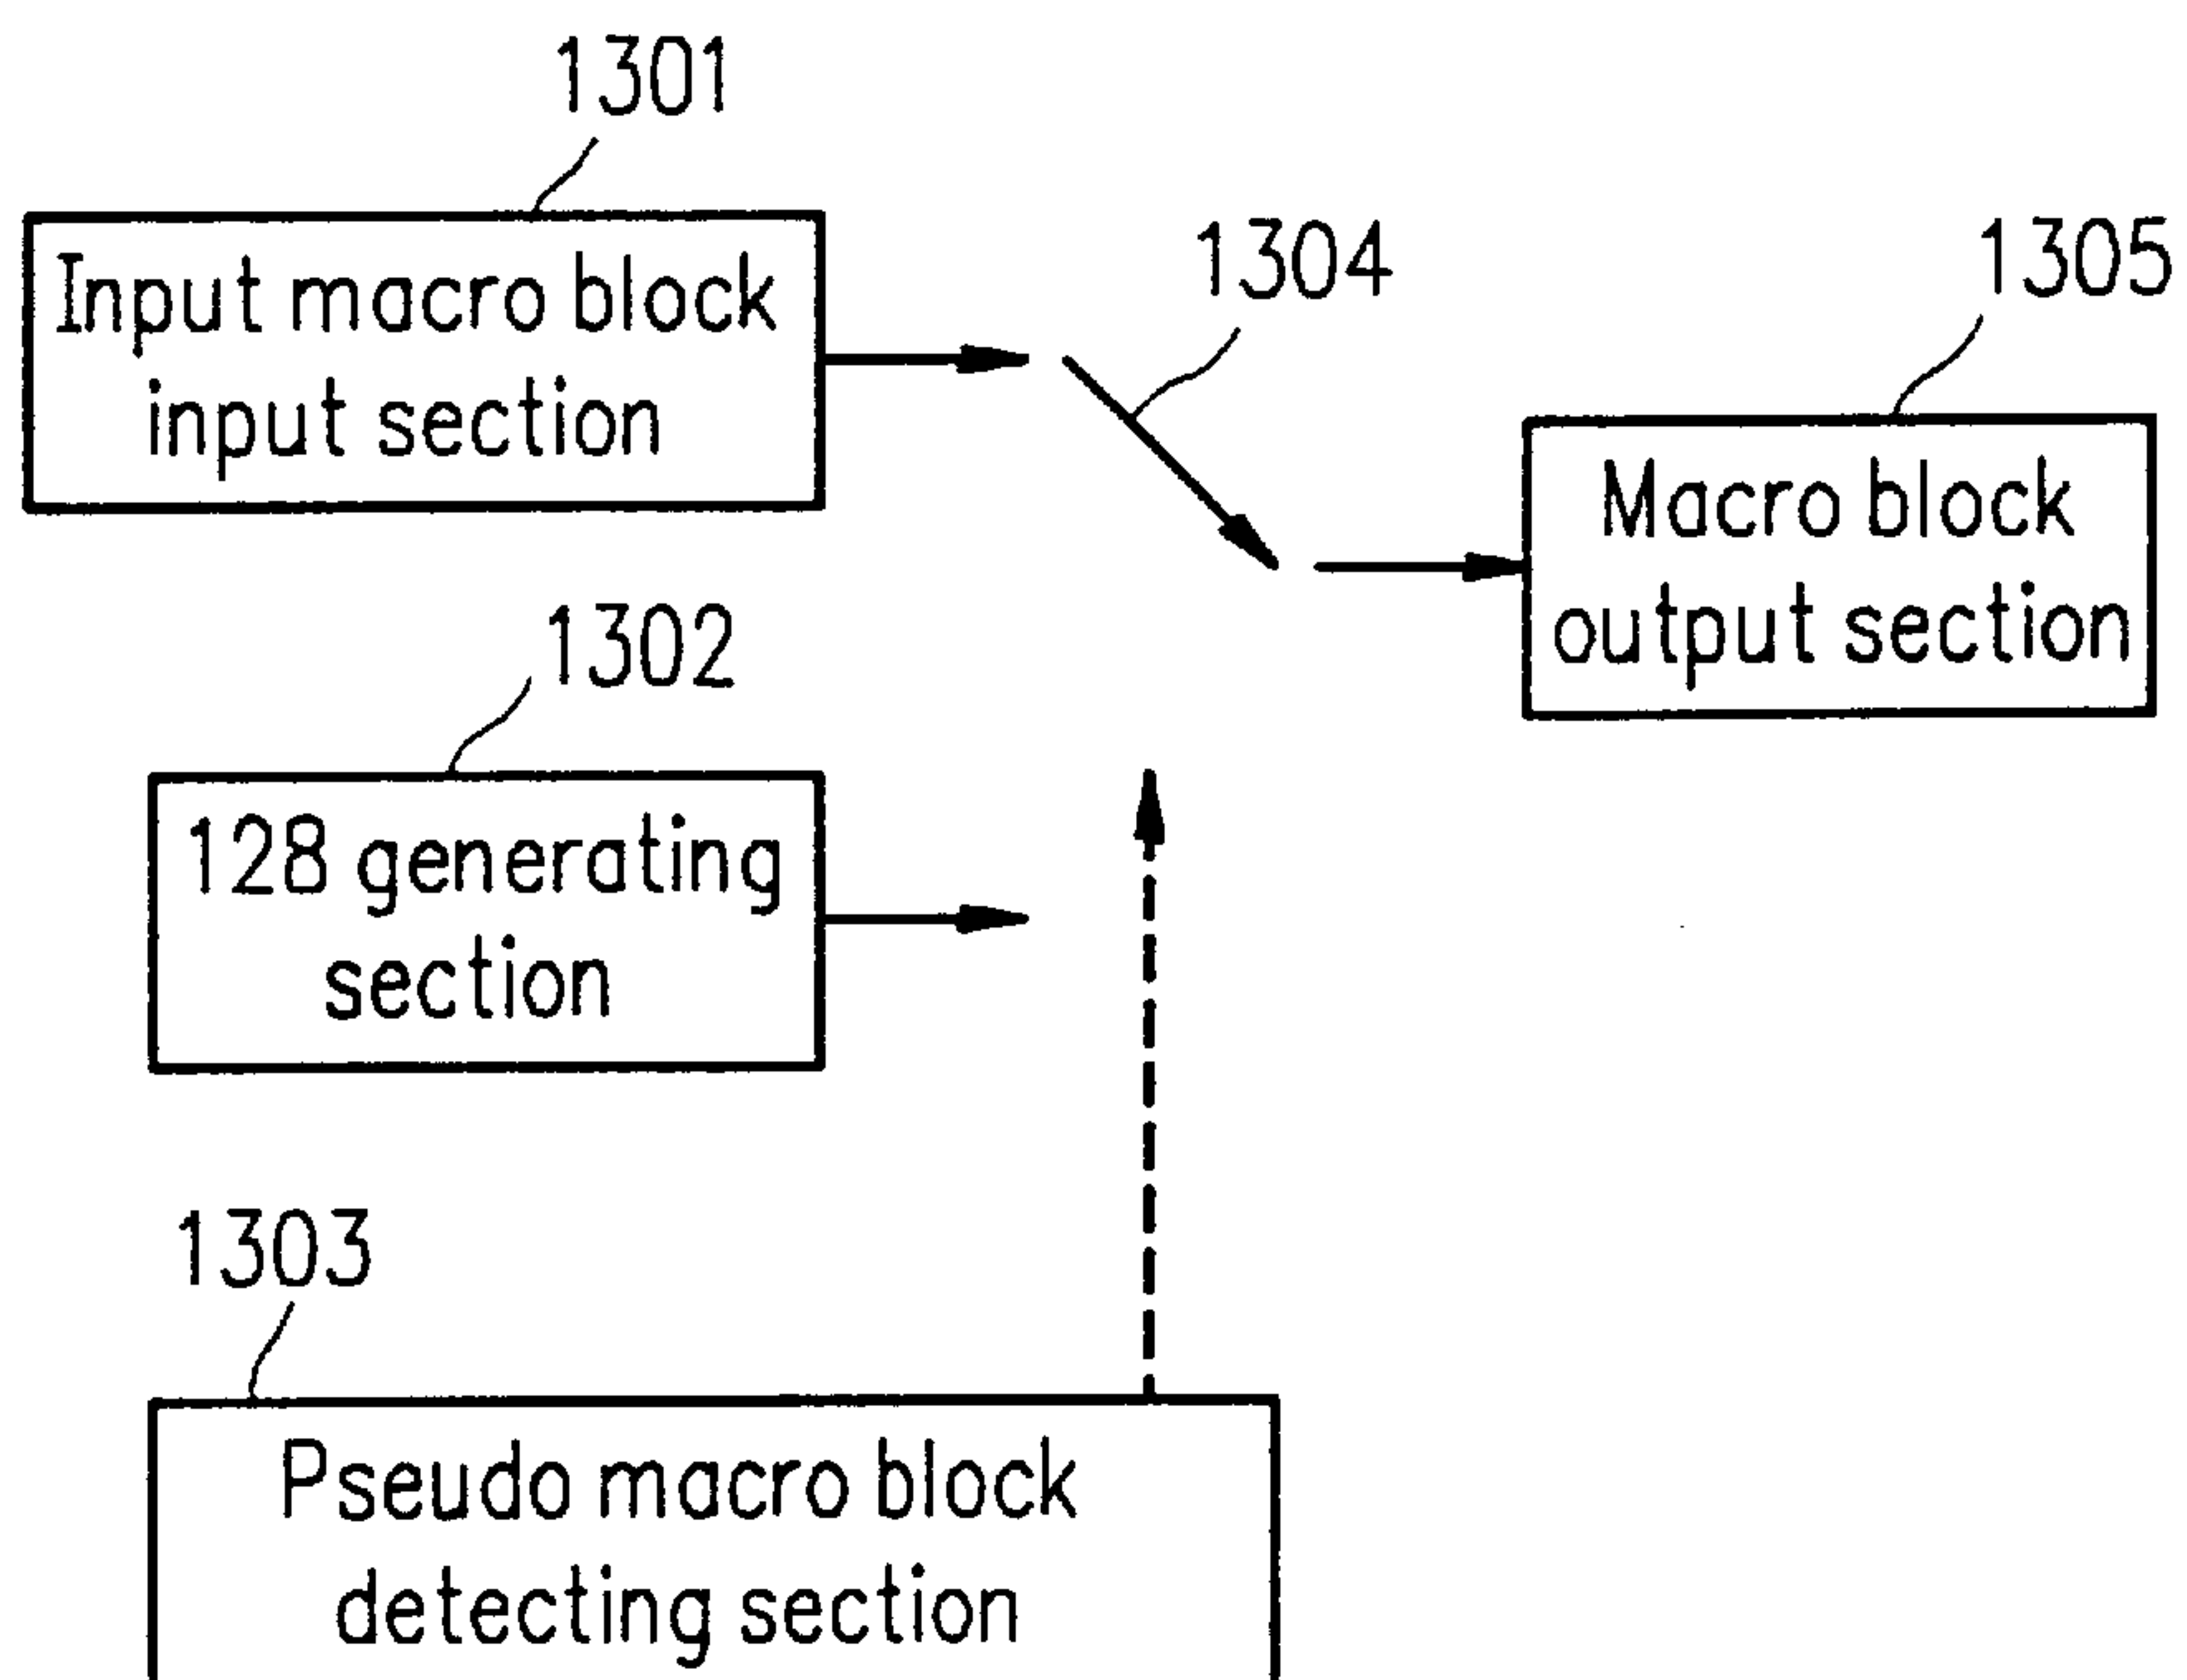 1301
Input macro block
input section
1304
1305
Macro block
output section
1302
128 generating
section
1303
Pseudo macro block
detecting section